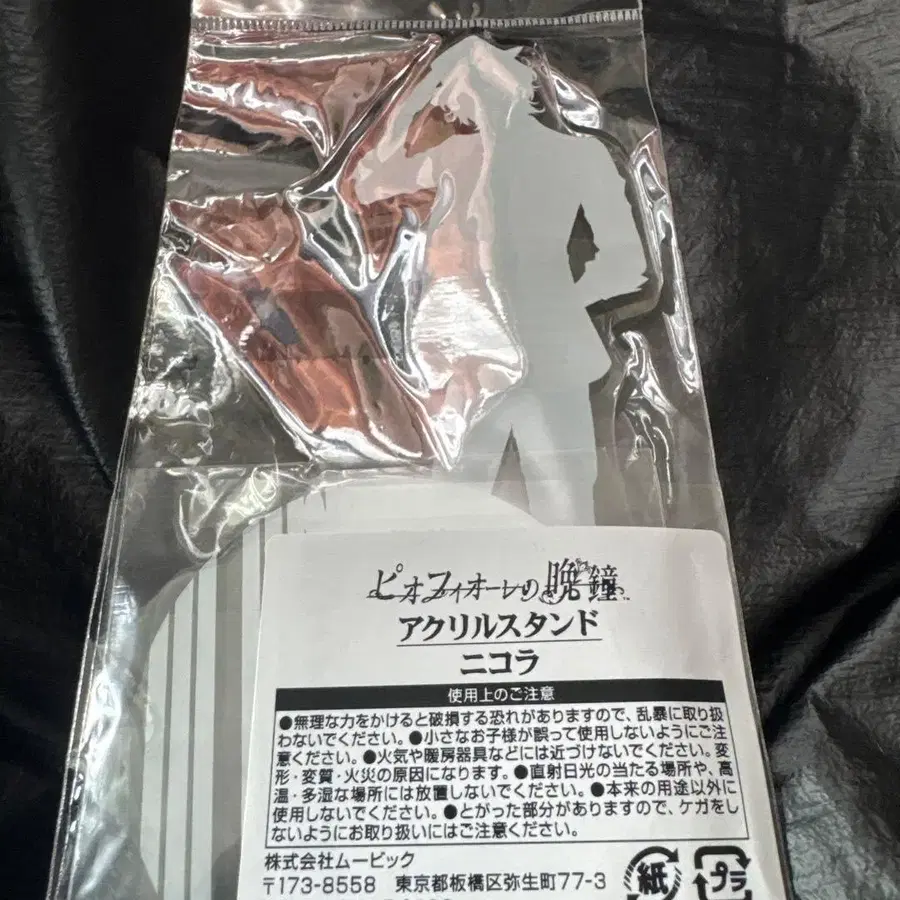 ピオフィオーレの晩鐘
アクリルスタンド
ニコラ
使用上のご注意
●無理な力をかけると破損する恐れがありますので、乱暴に取り扱
わないでください。●小さなお子様が誤って使用しないようにご注
意ください。●火気や暖房器具などには近づけないでください。変
形・変質・火災の原因になります。●直射日光の当たる場所や、高
温・多湿な場所には放置しないでください。●本来の用途以外に
使用しないでください。●とがった部分がありますので、ケガをし
ないようにお取り扱いにはご注意ください。
株式会社ムービック
〒173-8558 東京都板橋区弥生町77-3
紙
プラ